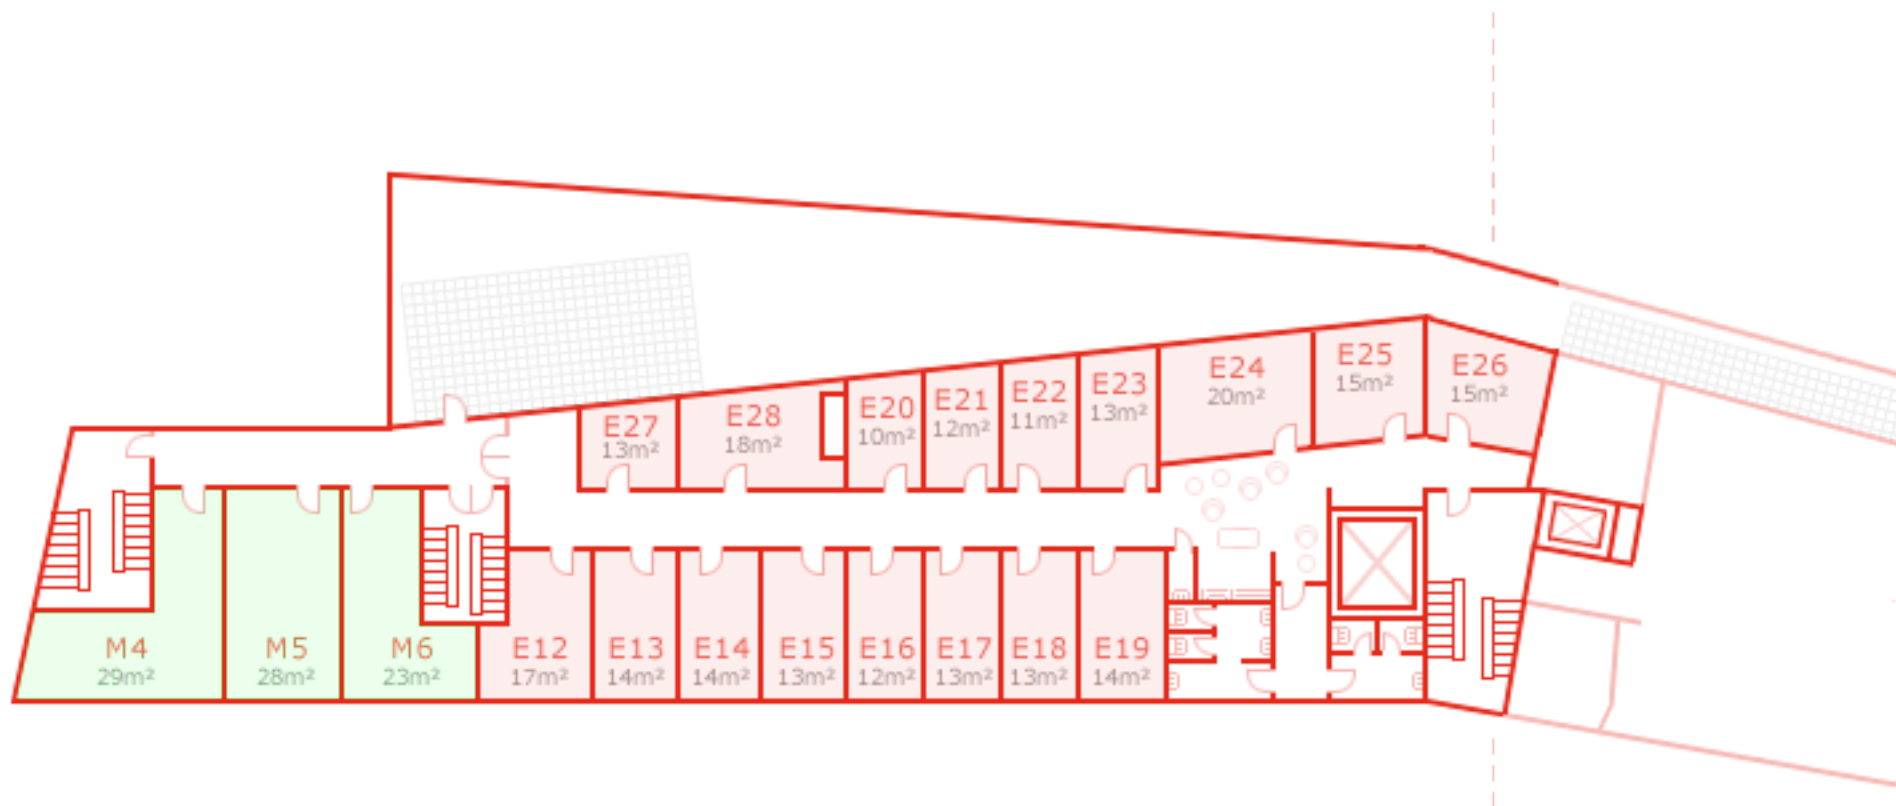 E27
13m²
E28
18m²
E20
10m²
E21
12m²
E22
11m²
E23
13m²
E24
20m²
E25
15m²
E26
15m²
M4
29m²
M5
28m²
M6
23m²
E12
17m²
E13
14m²
E14
14m²
E15
13m²
E16
12m²
E17
13m²
E18
13m²
E19
14m²